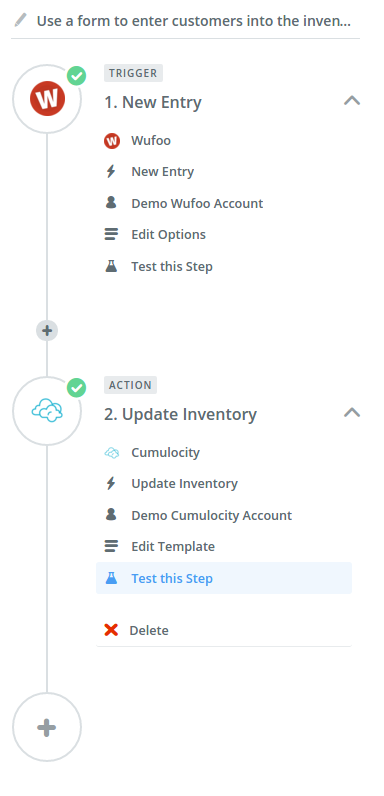 Use a form to enter customers into the inven...
TRIGGER
1. New Entry
W
W Wufoo
New Entry
Demo Wufoo Account
Edit Options
Test this Step
ACTION
2. Update Inventory
Cumulocity
Update Inventory
Demo Cumulocity Account
Edit Template
Test this Step
Delete